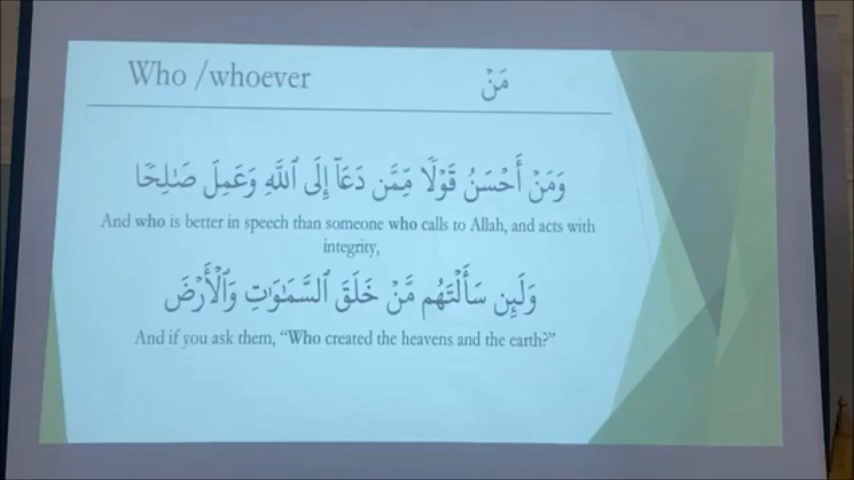 Who /whoever مَنْ
وَمَنْ أَحْسَنُ قَوْلًا مِّمَّن دَعَآ إِلَى ٱللَّهِ وَعَمِلَ صَـٰلِحًا
And who is better in speech than someone who calls to Allah, and acts with
integrity,
وَلَئِن سَأَلْتَهُم مَّنْ خَلَقَ ٱلسَّمَـٰوَٰتِ وَٱلْأَرْضَ
And if you ask them, “Who created the heavens and the earth?”